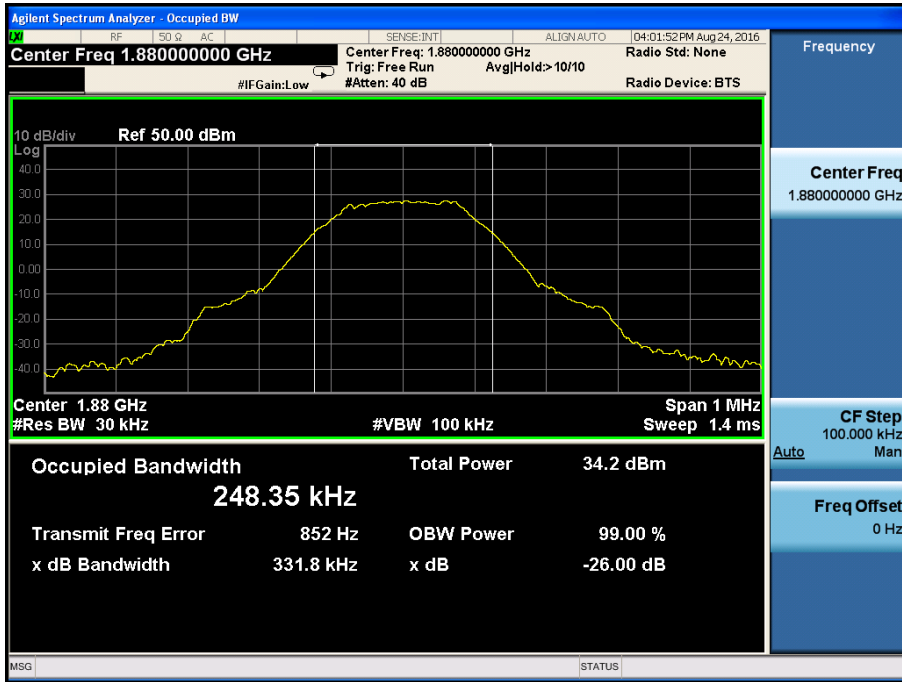 Agilent Spectrum Analyzer - Occupied BW
LXI RF 50 Ω AC SENSE:INT ALIGN AUTO 04:01:52 PM Aug 24, 2016
Center Freq 1.880000000 GHz
Center Freq: 1.880000000 GHz
Radio Std: None
Trig: Free Run Avg|Hold:> 10/10
#IFGain:Low
#Atten: 40 dB
Radio Device: BTS
10 dB/div Ref 50.00 dBm
Log
40.0
30.0
20.0
10.0
0.00
-10.0
-20.0
-30.0
-40.0
Center 1.88 GHz Span 1 MHz
#Res BW 30 kHz #VBW 100 kHz Sweep 1.4 ms
Occupied Bandwidth Total Power 34.2 dBm
248.35 kHz
Transmit Freq Error 852 Hz OBW Power 99.00 %
x dB Bandwidth 331.8 kHz x dB -26.00 dB
MSG STATUS
Frequency
Center Freq
1.880000000 GHz
CF Step
100.000 kHz
Auto Man
Freq Offset
0 Hz